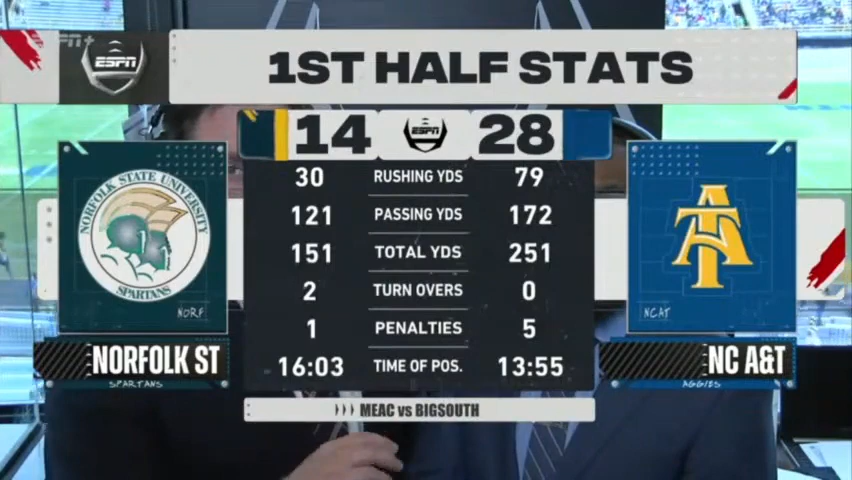 ESPN+
ESPN
1ST HALF STATS
14 ESPN 28
30 RUSHING YDS 79
121 PASSING YDS 172
151 TOTAL YDS 251
2 TURN OVERS 0
1 PENALTIES 5
16:03 TIME OF POS. 13:55
NORFOLK STATE UNIVERSITY
SPARTANS
NORF
AT
NCAT
NORFOLK ST
SPARTANS
NC A&T
AGGIES
MEAC vs BIGSOUTH